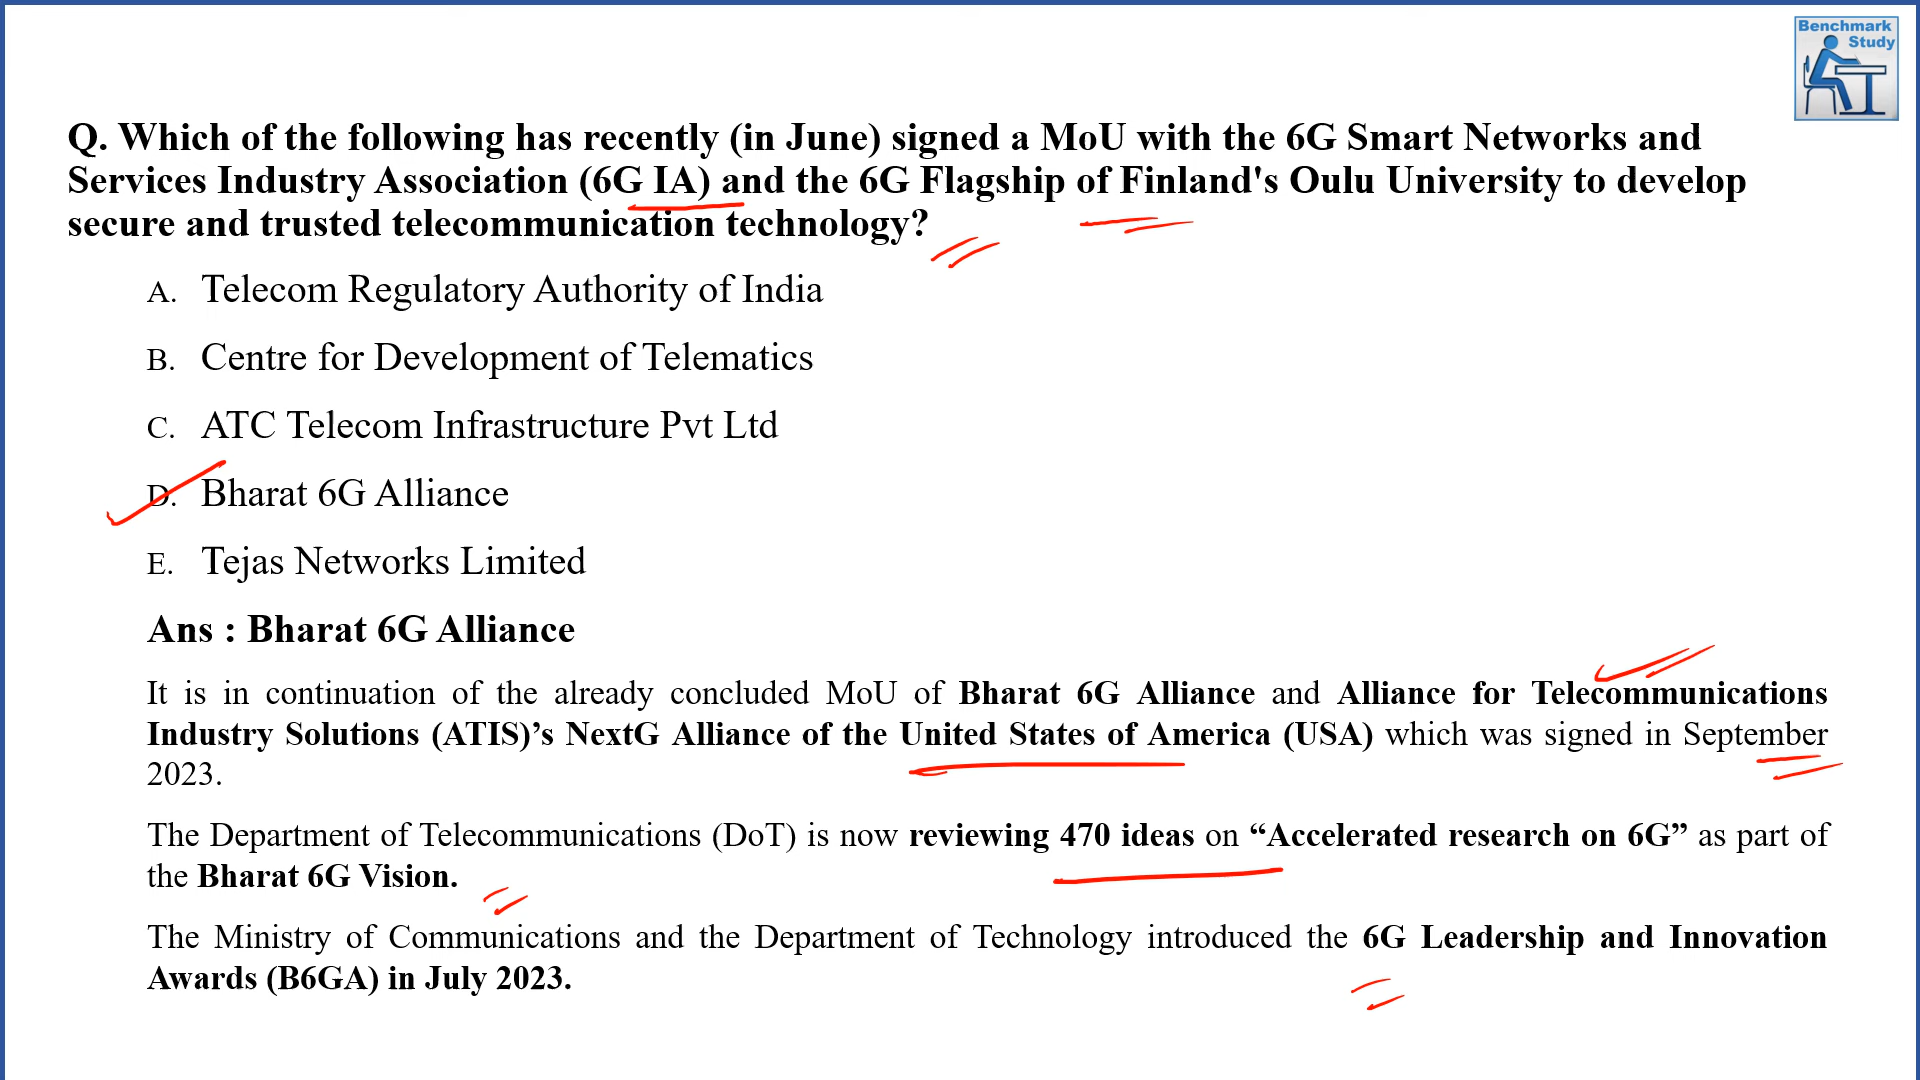 Benchmark
Study
Q. Which of the following has recently (in June) signed a MoU with the 6G Smart Networks and
Services Industry Association (6G IA) and the 6G Flagship of Finland's Oulu University to develop
secure and trusted telecommunication technology?
A. Telecom Regulatory Authority of India
B. Centre for Development of Telematics
C. ATC Telecom Infrastructure Pvt Ltd
D. Bharat 6G Alliance
E. Tejas Networks Limited
Ans : Bharat 6G Alliance
It is in continuation of the already concluded MoU of Bharat 6G Alliance and Alliance for Telecommunications
Industry Solutions (ATIS)’s NextG Alliance of the United States of America (USA) which was signed in September
2023.
The Department of Telecommunications (DoT) is now reviewing 470 ideas on “Accelerated research on 6G” as part of
the Bharat 6G Vision.
The Ministry of Communications and the Department of Technology introduced the 6G Leadership and Innovation
Awards (B6GA) in July 2023.